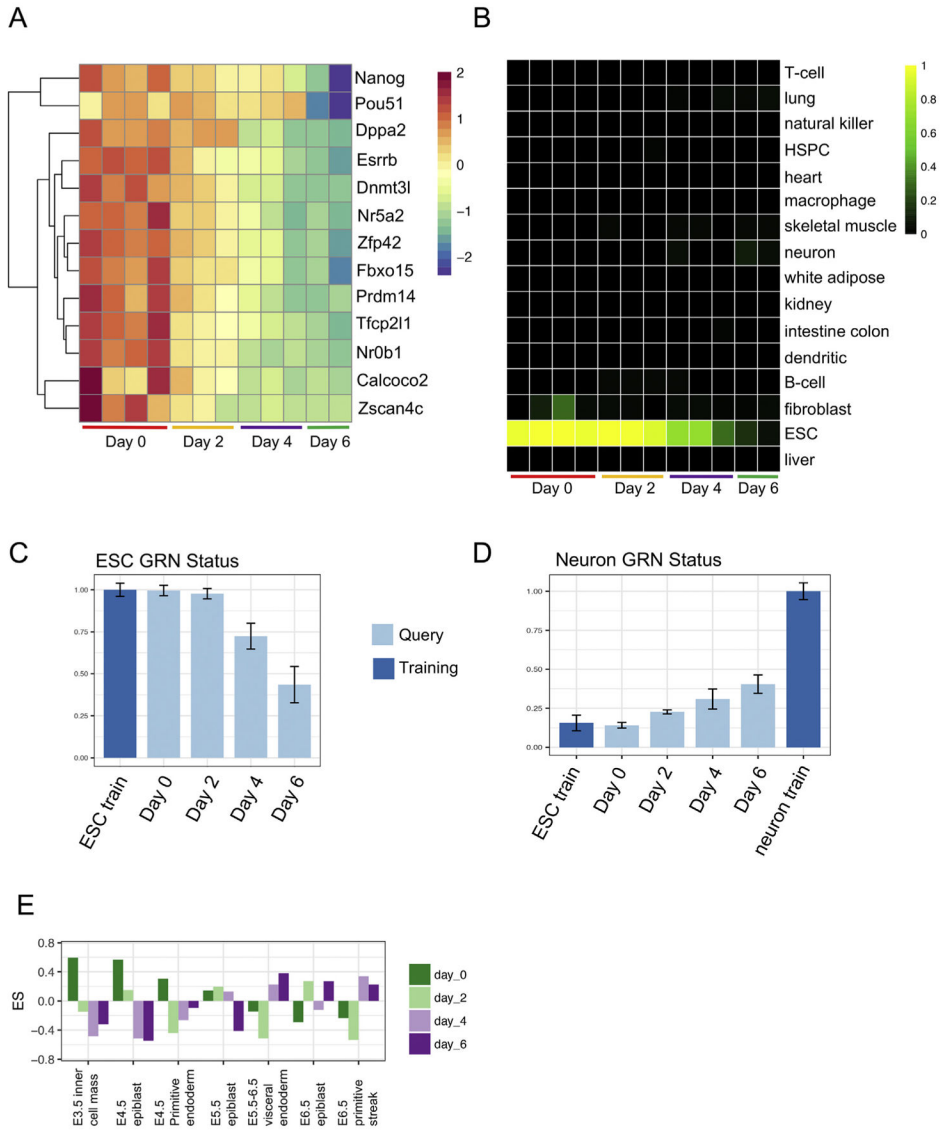 A
B
Nanog
Pou51
Dppa2
Esrrb
Dnmt3l
Nr5a2
Zfp42
Fbxo15
Prdm14
Tfcp2l1
Nr0b1
Calcoco2
Zscan4c
2
1
0
−1
−2
Day 0
Day 2
Day 4
Day 6
T-cell
lung
natural killer
HSPC
heart
macrophage
skeletal muscle
neuron
white adipose
kidney
intestine colon
dendritic
B-cell
fibroblast
ESC
liver
1
0.8
0.6
0.4
0.2
0
Day 0
Day 2
Day 4
Day 6
C
ESC GRN Status
1.00
0.75
0.50
0.25
0.00
ESC train
Day 0
Day 2
Day 4
Day 6
Query
Training
D
Neuron GRN Status
1.00
0.75
0.50
0.25
0.00
ESC train
Day 0
Day 2
Day 4
Day 6
neuron train
E
ES
0.8
0.4
0.0
−0.4
−0.8
E3.5 inner
cell mass
E4.5
epiblast
E4.5
Primitive
endoderm
E5.5
epiblast
E5.5-6.5
visceral
endoderm
E6.5
epiblast
E6.5
primitive
streak
day_0
day_2
day_4
day_6